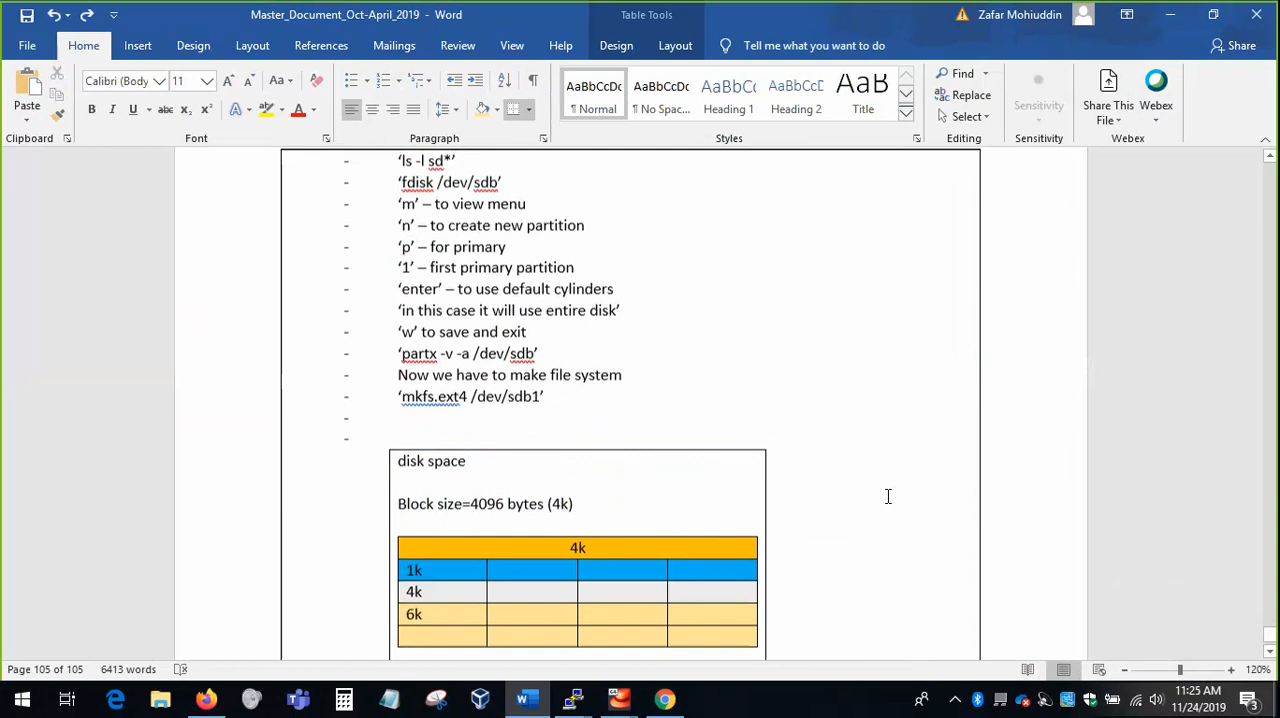 Master_Document_Oct-April_2019 - Word
Table Tools
Zafar Mohiuddin
File Home Insert Design Layout References Mailings Review View Help Design Layout Tell me what you want to do Share
Paste
Clipboard
Calibri (Body) 11
Font
Paragraph
AaBbCcDc
¶ Normal
AaBbCcDc
¶ No Spac...
AaBbCc
Heading 1
AaBbCcD
Heading 2
AaB
Title
Styles
Find
Replace
Select
Editing
Sensitivity
Sensitivity
Share This File
Webex
Webex
- ‘ls -l sd*’
- ‘fdisk /dev/sdb’
- ‘m’ – to view menu
- ‘n’ – to create new partition
- ‘p’ – for primary
- ‘1’ – first primary partition
- ‘enter’ – to use default cylinders
- ‘in this case it will use entire disk’
- ‘w’ to save and exit
- ‘partx -v -a /dev/sdb’
- Now we have to make file system
- ‘mkfs.ext4 /dev/sdb1’
-
-
disk space
Block size=4096 bytes (4k)
4k
1k
4k
6k
Page 105 of 105 6413 words 120%
11:25 AM
11/24/2019